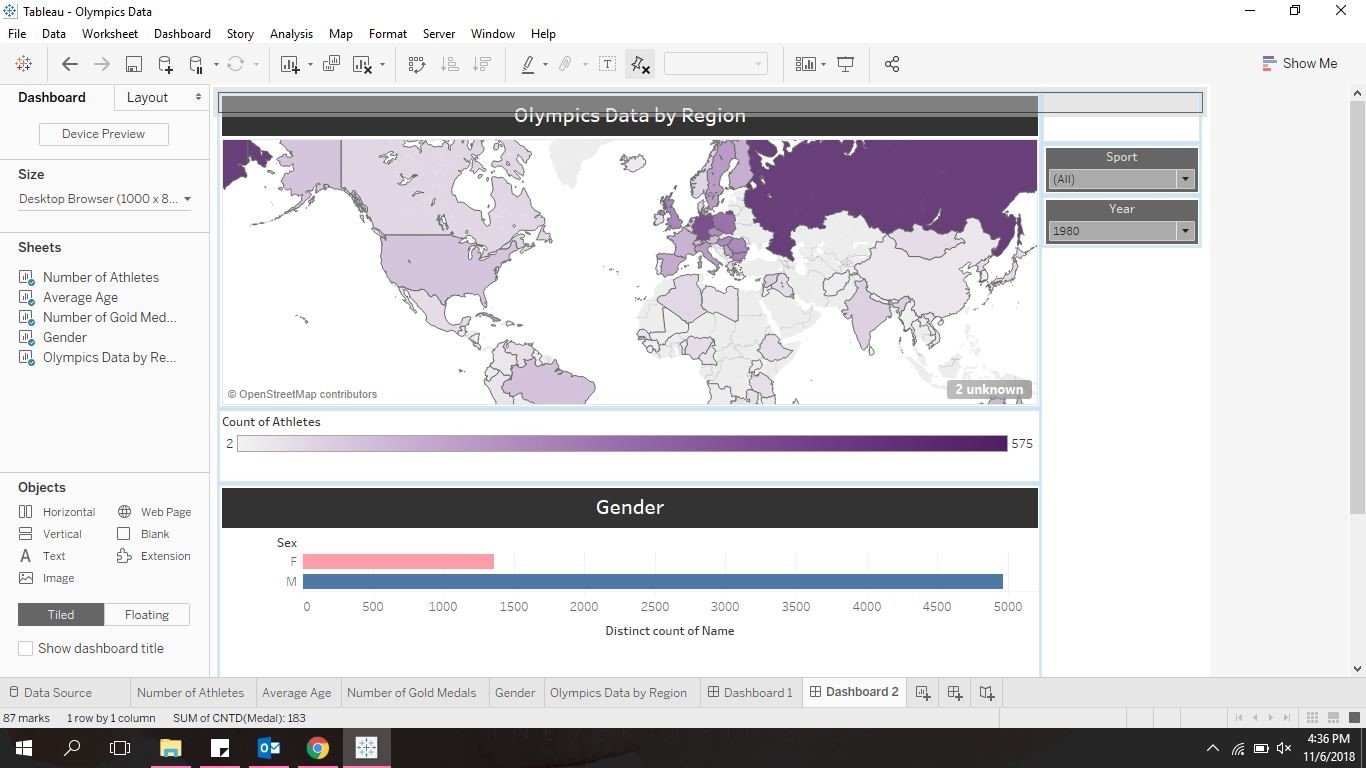 Tableau - Olympics Data
File Data Worksheet Dashboard Story Analysis Map Format Server Window Help
Show Me
Dashboard Layout
Device Preview
Size
Desktop Browser (1000 x 8...
Sheets
Number of Athletes
Average Age
Number of Gold Med...
Gender
Olympics Data by Re...
Objects
Horizontal Web Page
Vertical Blank
Text Extension
Image
Tiled Floating
Show dashboard title
Olympics Data by Region
© OpenStreetMap contributors
2 unknown
Count of Athletes
2 575
Gender
Sex
F
M
0 500 1000 1500 2000 2500 3000 3500 4000 4500 5000
Distinct count of Name
Sport
(All)
Year
1980
Data Source Number of Athletes Average Age Number of Gold Medals Gender Olympics Data by Region Dashboard 1 Dashboard 2
87 marks 1 row by 1 column SUM of CNTD(Medal): 183
4:36 PM
11/6/2018